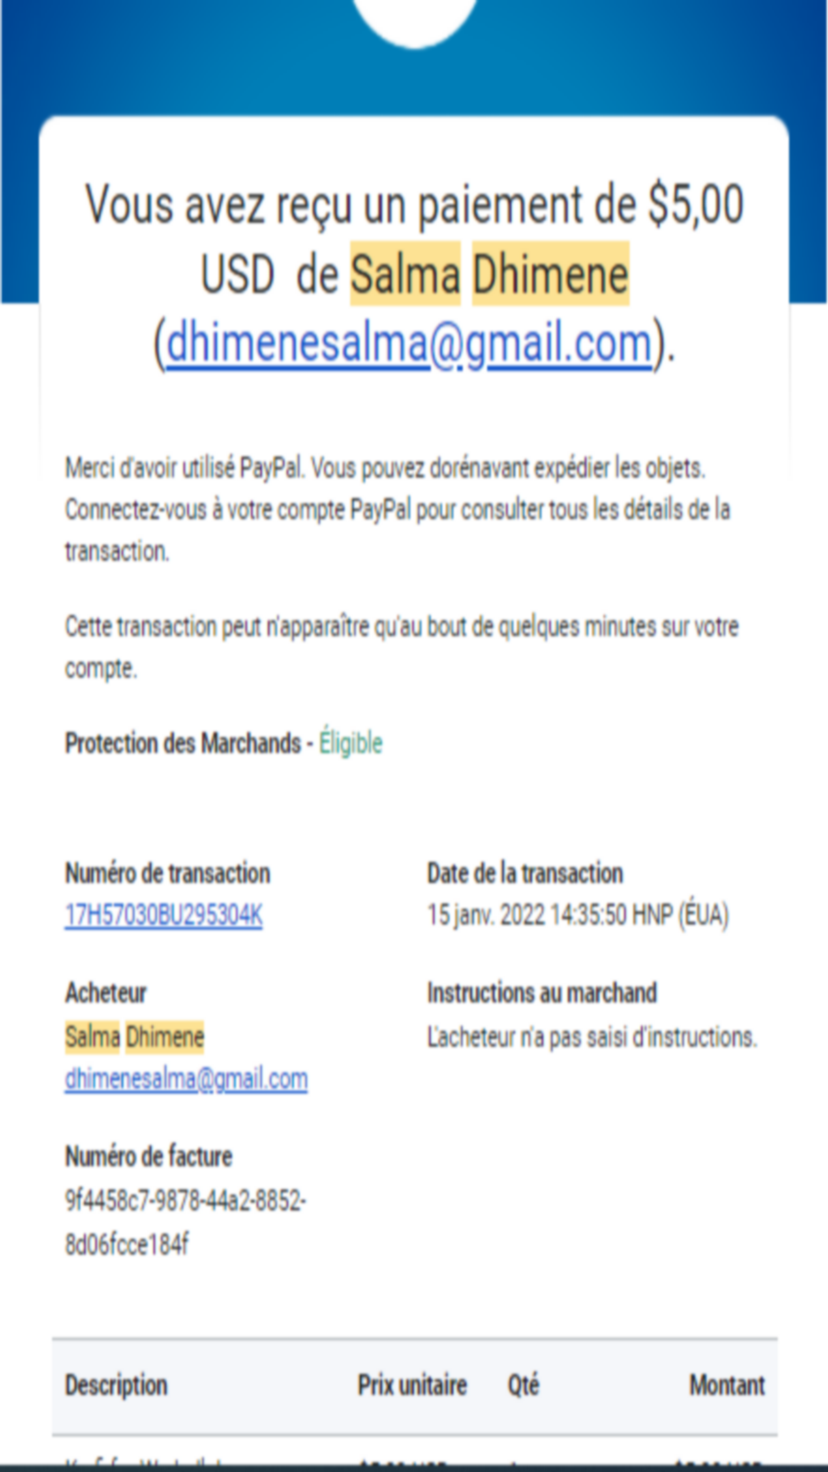 Vous avez reçu un paiement de $5,00
USD de Salma Dhimene
(dhimenesalma@gmail.com).
Merci d'avoir utilisé PayPal. Vous pouvez dorénavant expédier les objets.
Connectez-vous à votre compte PayPal pour consulter tous les détails de la
transaction.
Cette transaction peut n'apparaître qu'au bout de quelques minutes sur votre
compte.
Protection des Marchands - Éligible
Numéro de transaction
17H57030BU295304K
Date de la transaction
15 janv. 2022 14:35:50 HNP (ÉUA)
Acheteur
Salma Dhimene
dhimenesalma@gmail.com
Instructions au marchand
L'acheteur n'a pas saisi d'instructions.
Numéro de facture
9f4458c7-9878-44a2-8852-
8d06fcce184f
Description Prix unitaire Qté Montant